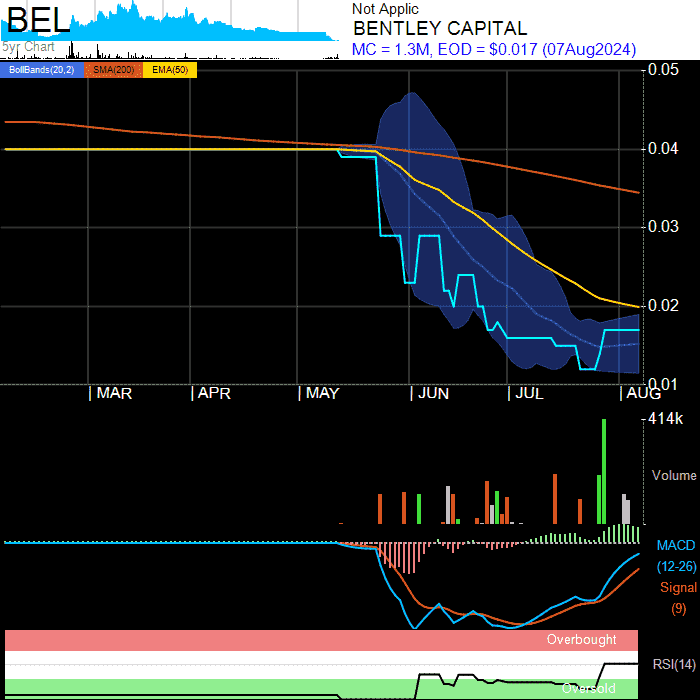 BEL
5yr Chart
Not Applic
BENTLEY CAPITAL
MC = 1.3M, EOD = $0.017 (07Aug2024)
BollBands(20,2) SMA(200) EMA(50)
0.05
0.04
0.03
0.02
0.01
MAR APR MAY JUN JUL AUG
414k
Volume
MACD
(12-26)
Signal
(9)
Overbought
RSI(14)
Oversold